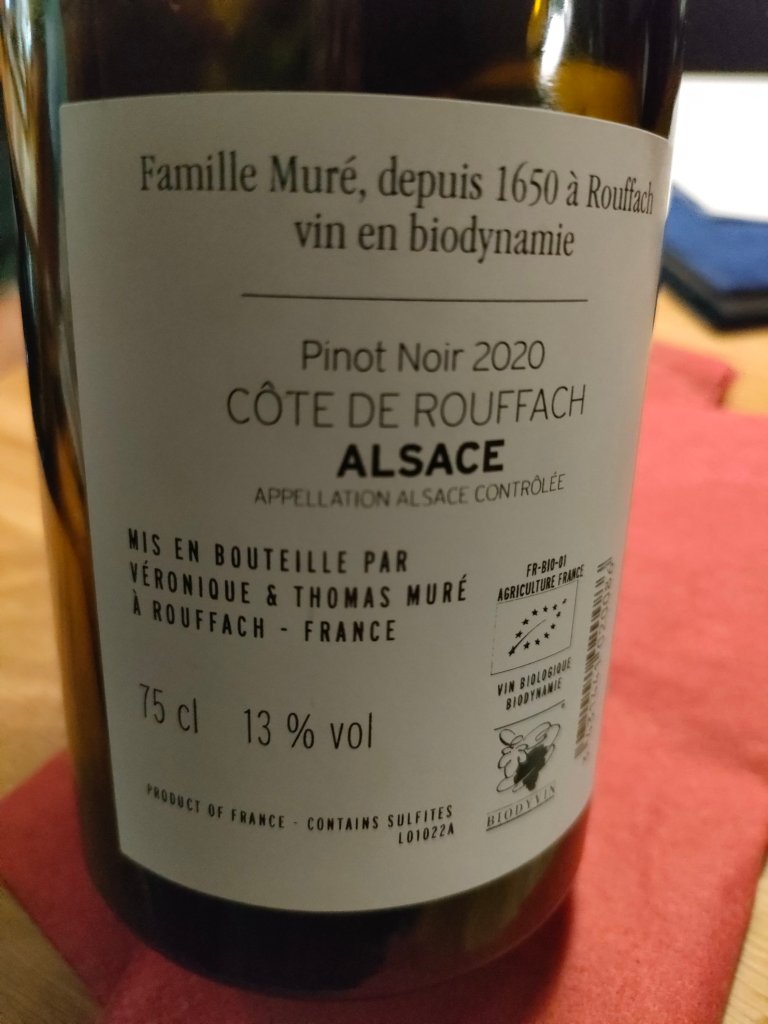 Famille Muré, depuis 1650 à Rouffach
vin en biodynamie
Pinot Noir 2020
CÔTE DE ROUFFACH
ALSACE
APPELLATION ALSACE CONTRÔLÉE
MIS EN BOUTEILLE PAR
VÉRONIQUE & THOMAS MURÉ
À ROUFFACH - FRANCE
FR-BIO-01
AGRICULTURE FRANCE
VIN BIOLOGIQUE
BIODYNAMIE
75 cl 13 % vol
BIODYVIN
PRODUCT OF FRANCE - CONTAINS SULFITES
L01022A